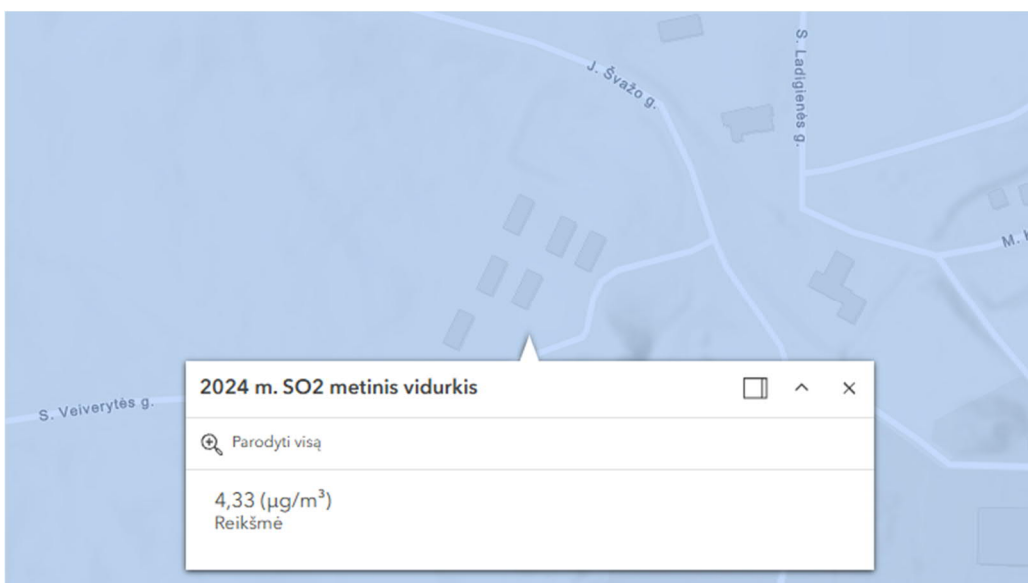 J. Švažo g.
S. Ladigienės g.
M. K
S. Veiverytės g.
2024 m. SO2 metinis vidurkis
Parodyti visą
4,33 (µg/m³)
Reikšmė